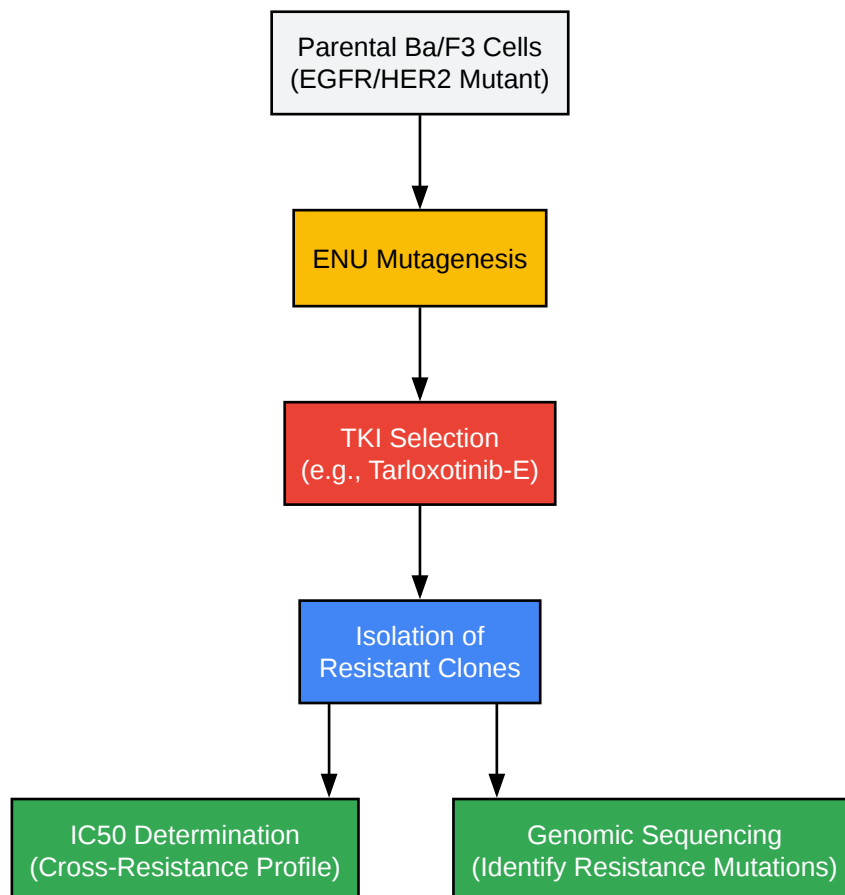 Parental Ba/F3 Cells
(EGFR/HER2 Mutant)
ENU Mutagenesis
TKI Selection
(e.g., Tarloxotinib-E)
Isolation of
Resistant Clones
IC50 Determination
(Cross-Resistance Profile)
Genomic Sequencing
(Identify Resistance Mutations)